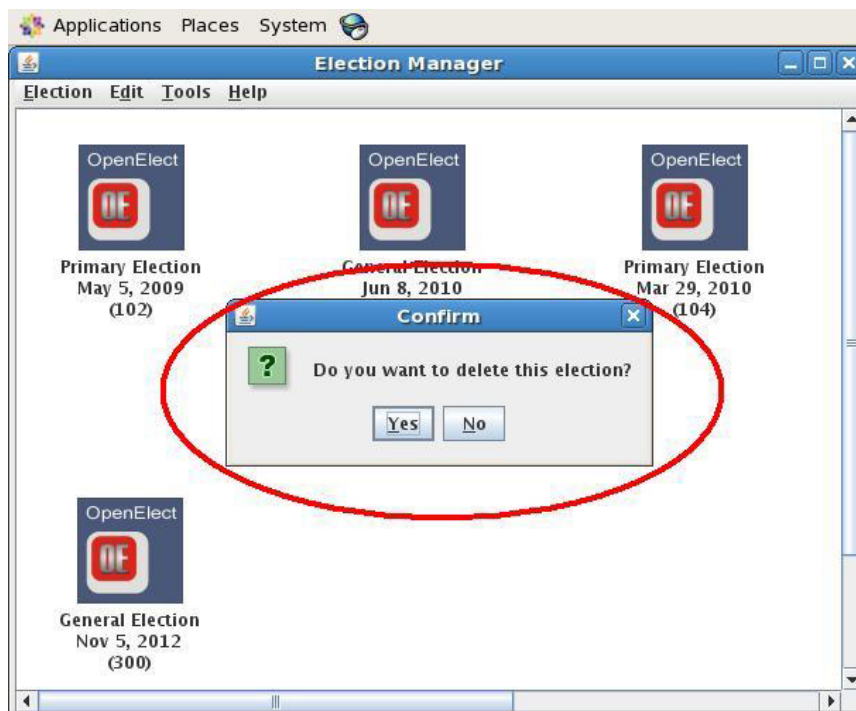 Applications Places System
Election Manager
Election Edit Tools Help
OpenElect OpenElect OpenElect
OE OE OE
Primary Election General Election Primary Election
May 5, 2009 Jun 8, 2010 Mar 29, 2010
(102) (104)
Confirm
?
Do you want to delete this election?
Yes No
OpenElect
OE
General Election
Nov 5, 2012
(300)